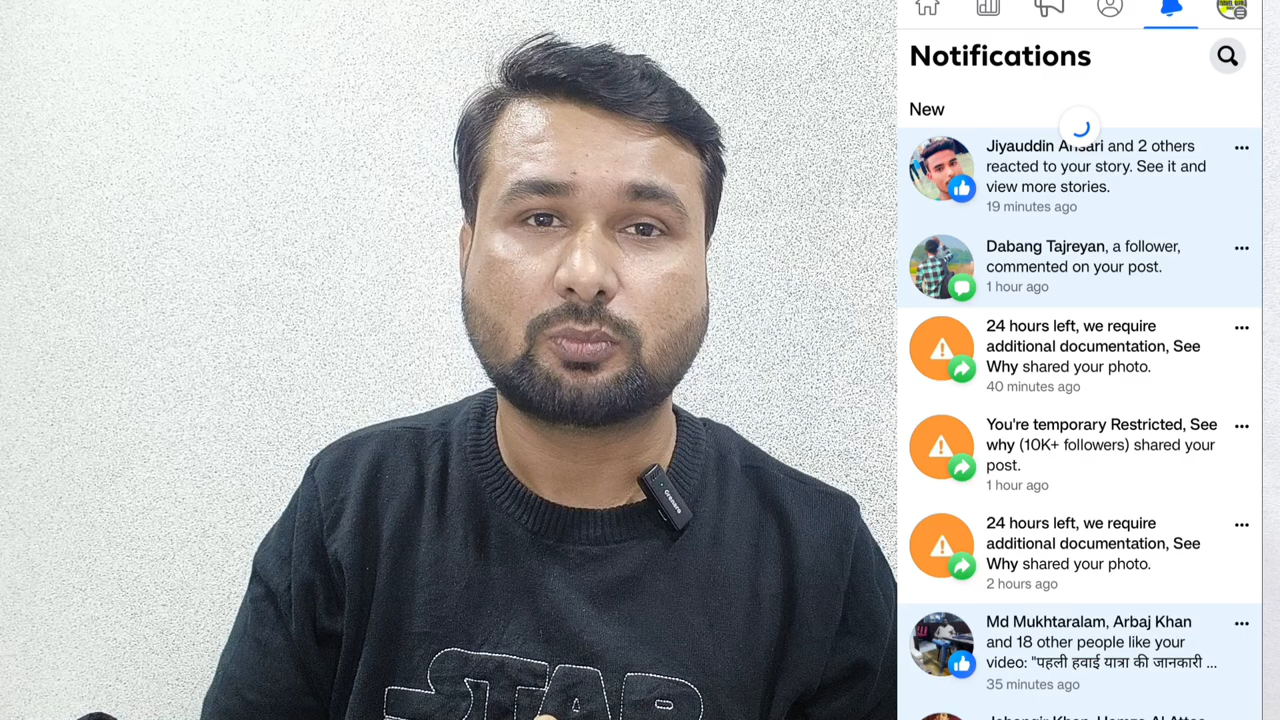 Notifications
New
Jiyauddin Ansari and 2 others
reacted to your story. See it and
view more stories.
19 minutes ago
Dabang Tajreyan, a follower,
commented on your post.
1 hour ago
24 hours left, we require
additional documentation, See
Why shared your photo.
40 minutes ago
You're temporary Restricted, See
why (10K+ followers) shared your
post.
1 hour ago
24 hours left, we require
additional documentation, See
Why shared your photo.
2 hours ago
Md Mukhtaralam, Arbaj Khan
and 18 other people like your
video: "पहली हवाई यात्रा की जानकारी ...
35 minutes ago
Grenaro
STAR